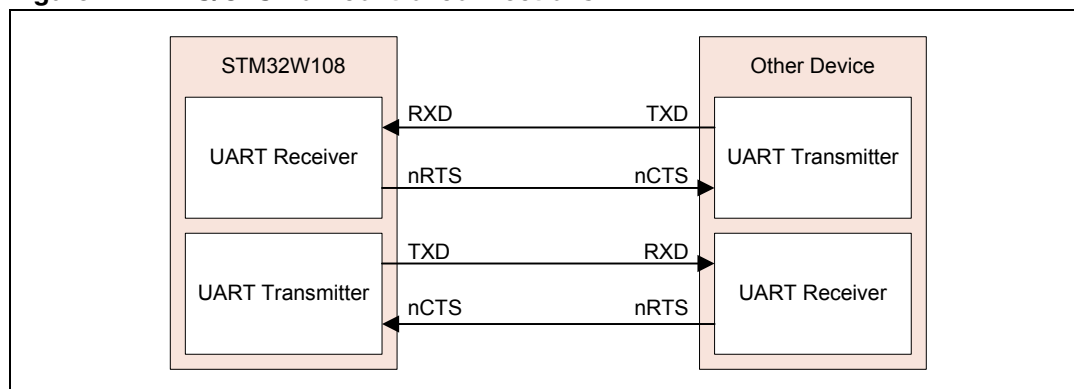 STM32W108
Other Device
RXD
TXD
UART Receiver
UART Transmitter
nRTS
nCTS
TXD
RXD
UART Transmitter
UART Receiver
nCTS
nRTS